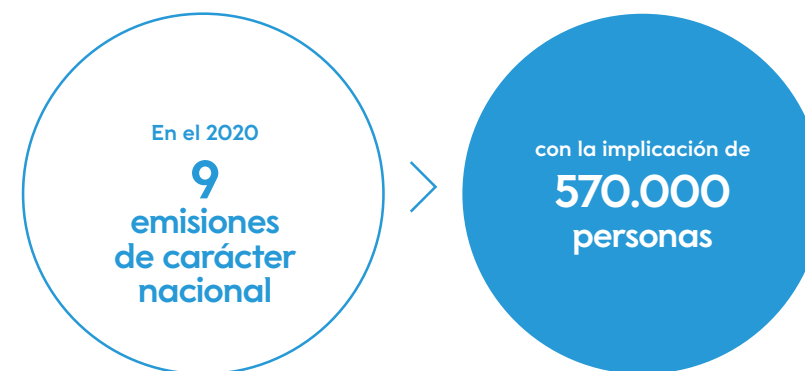 En el 2020
9
emisiones
de carácter
nacional
con la implicación de
570.000
personas